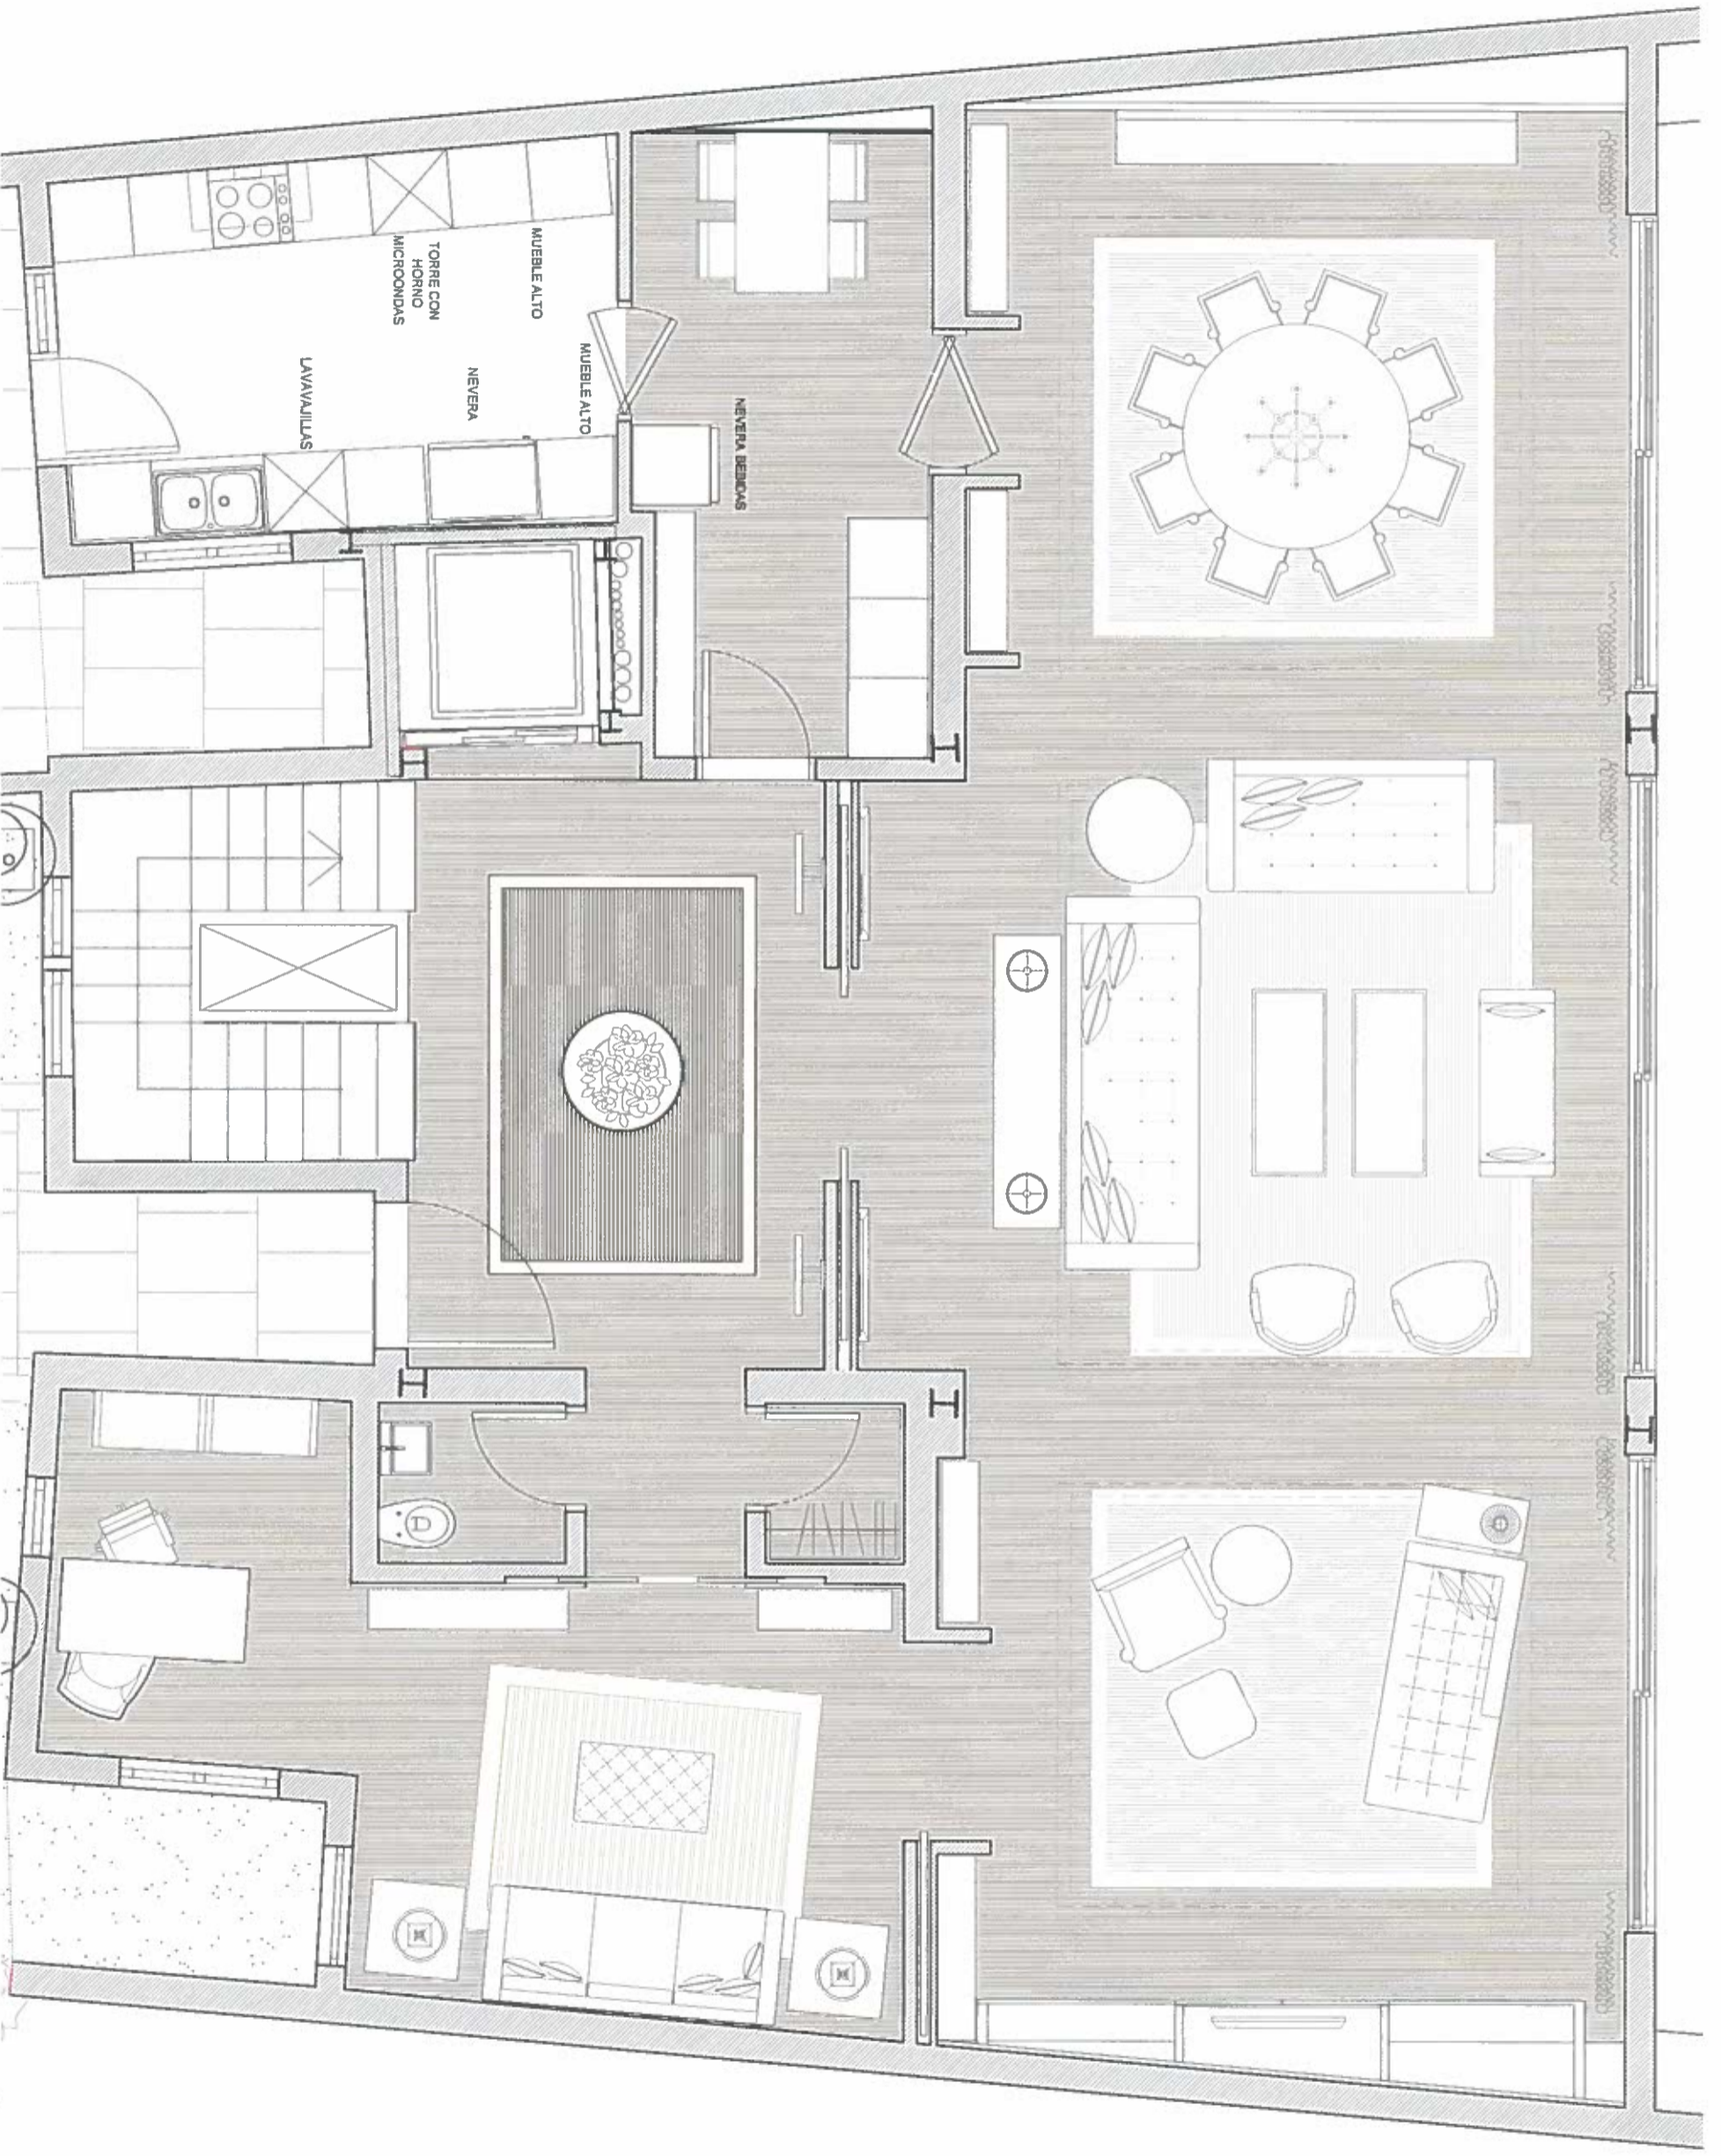 MUEBLE ALTO
TORRE CON
HORNO
MICROONDAS
MUEBLE ALTO
NEVERA
LAVAVAJILLAS
NEVERA BEBIDAS